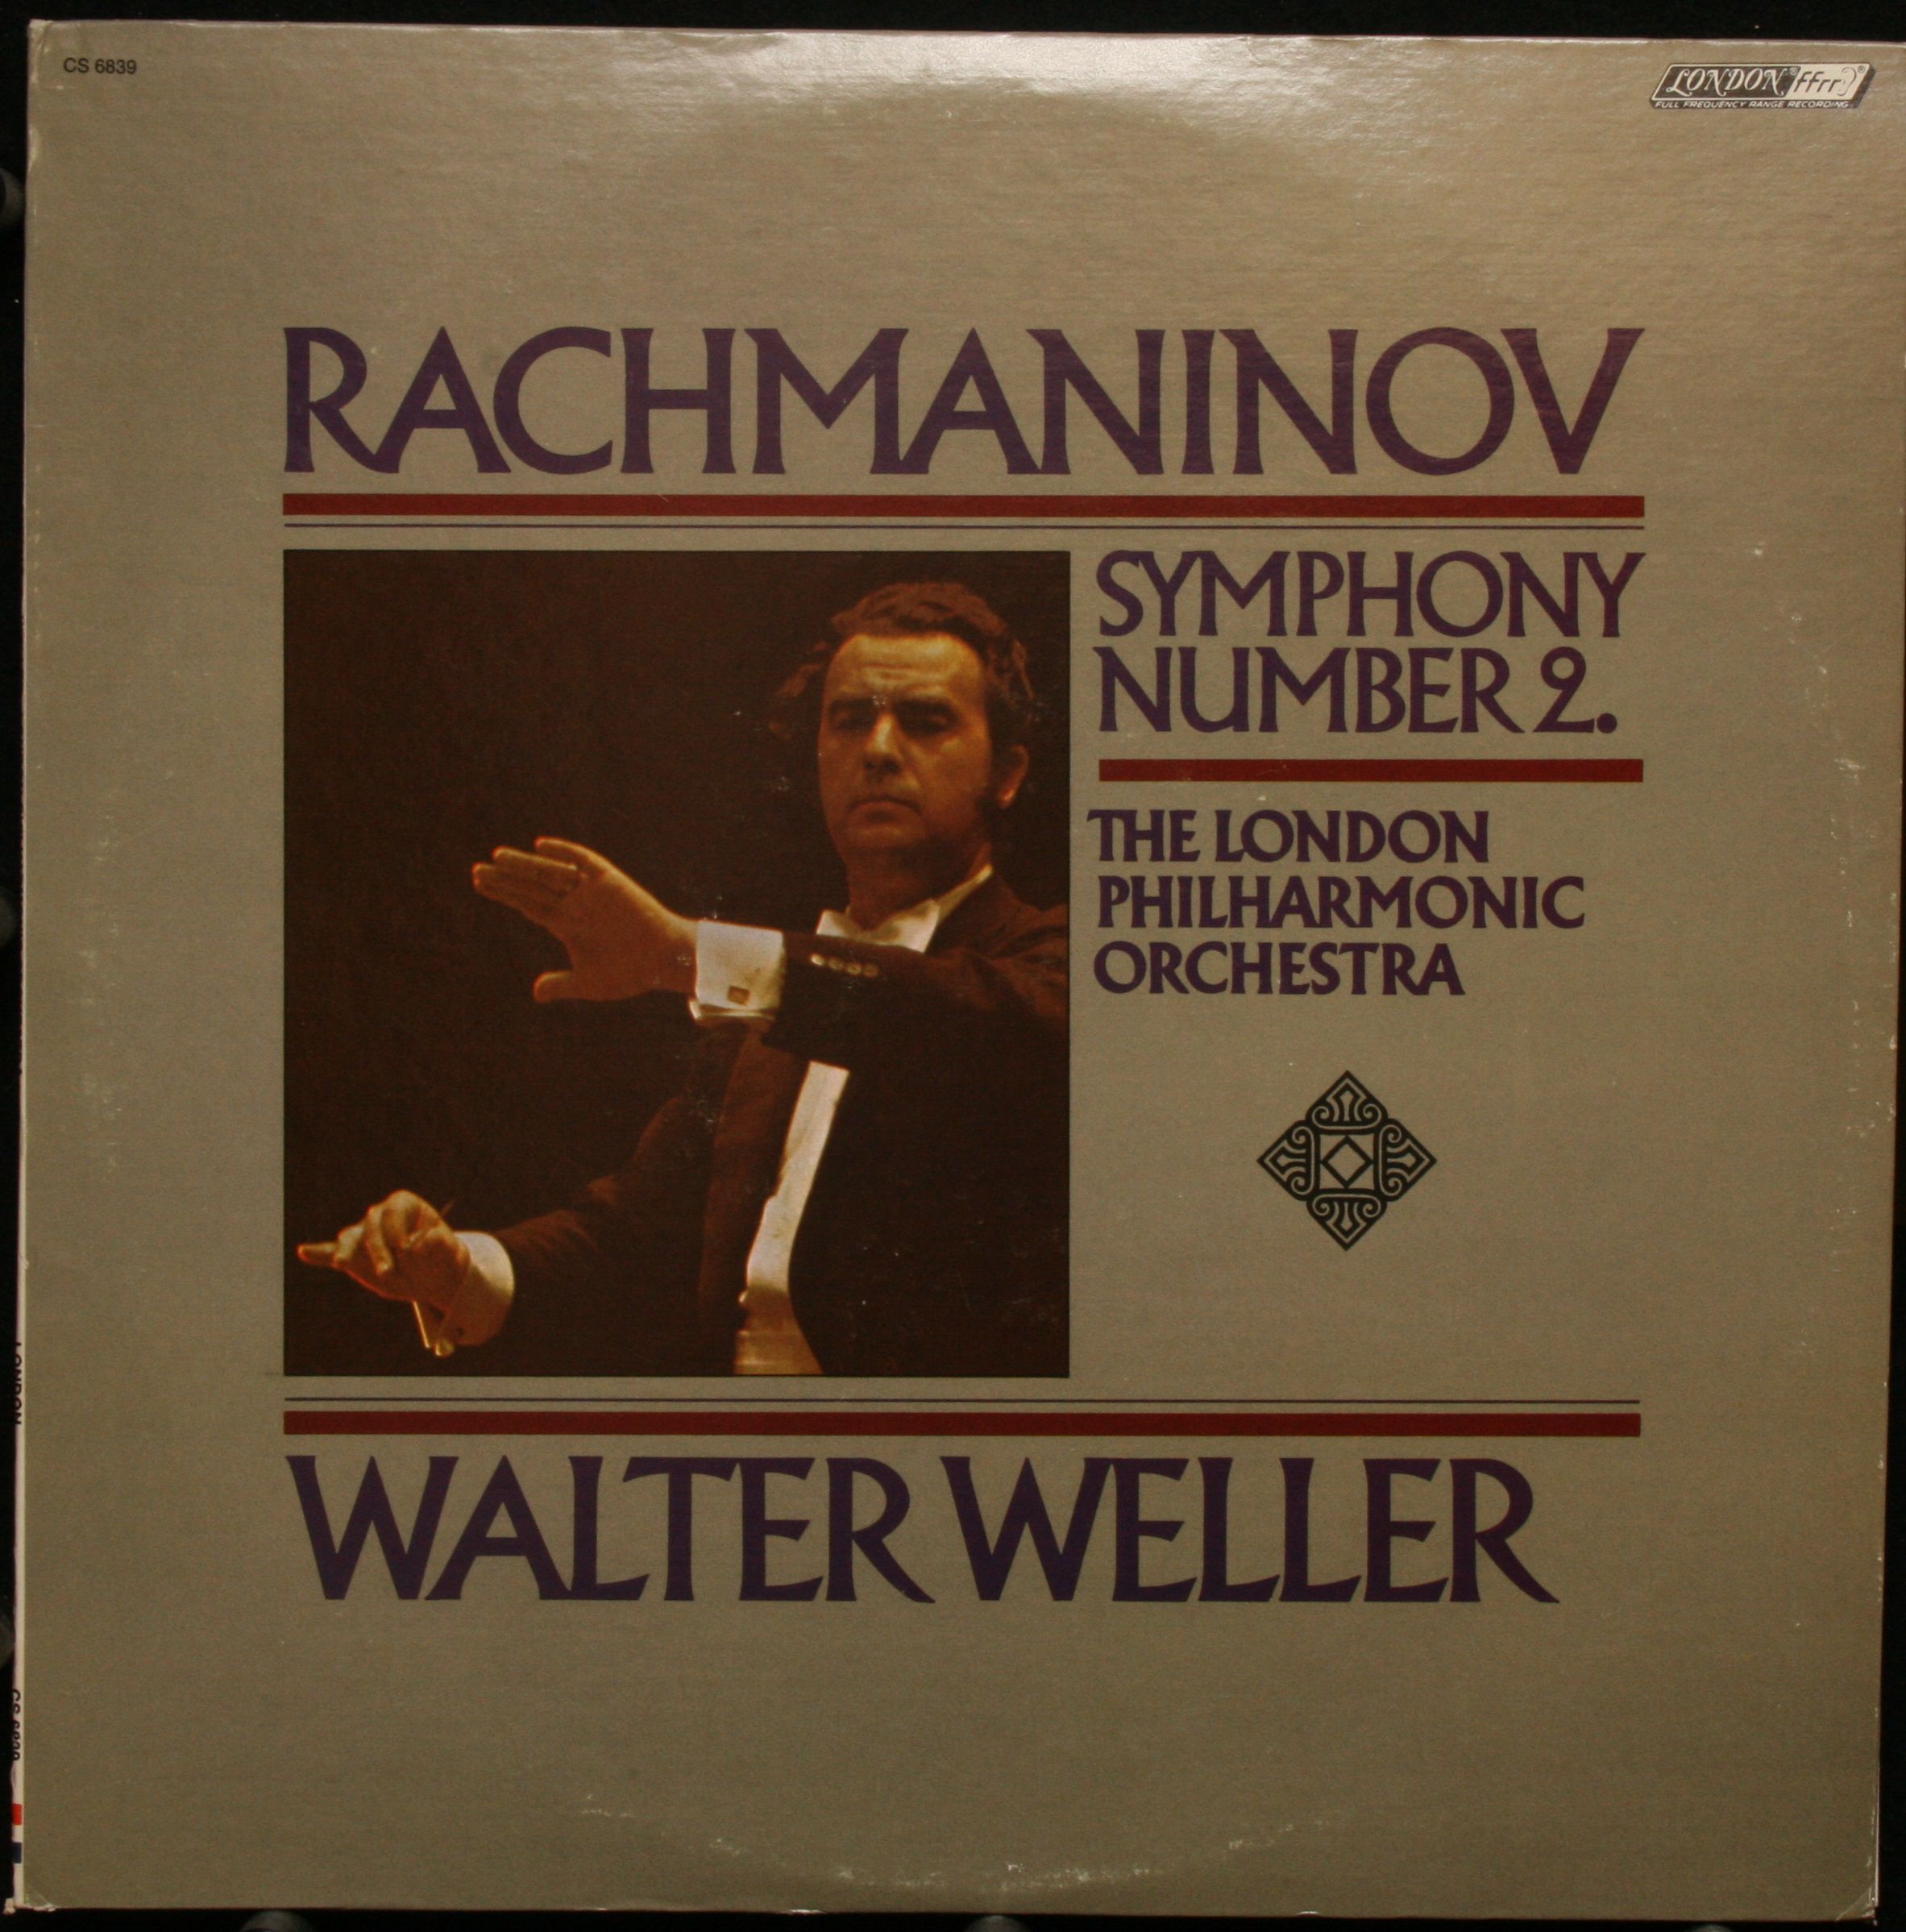 CS 6839
LONDON® ffrr®
FULL FREQUENCY RANGE RECORDING
RACHMANINOV
SYMPHONY
NUMBER 2.
THE LONDON
PHILHARMONIC
ORCHESTRA
WALTER WELLER
LONDON